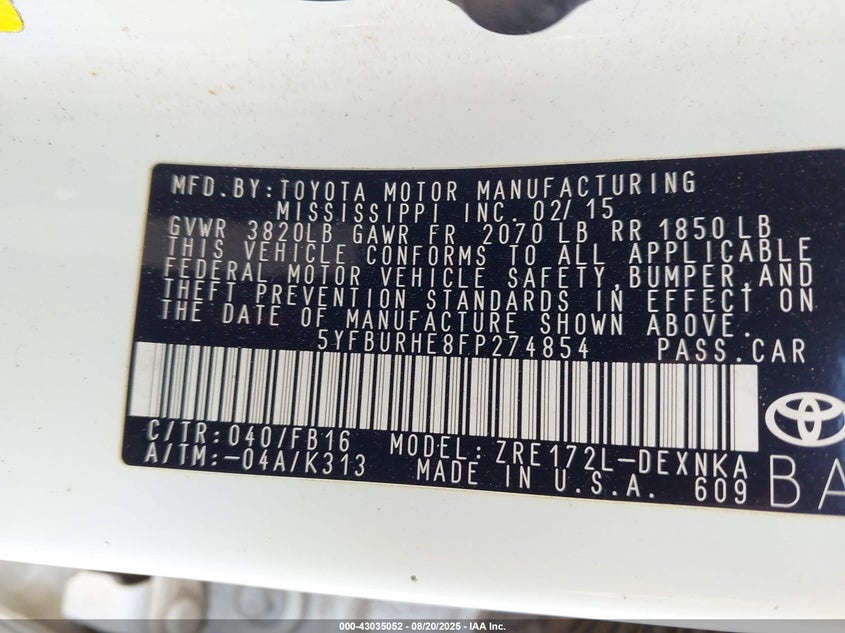 MFD.BY:TOYOTA MOTOR MANUFACTURING
MISSISSIPPI INC. 02/15
GVWR 3820LB GAWR FR 2070 LB RR 1850 LB
THIS VEHICLE CONFORMS TO ALL APPLICABLE
FEDERAL MOTOR VEHICLE SAFETY,BUMPER,AND
THEFT PREVENTION STANDARDS IN EFFECT ON
THE DATE OF MANUFACTURE SHOWN ABOVE.
5YFBURHE8FP274854 PASS.CAR
C/TR:040/FB16 MODEL:ZRE172L-DEXNKA
A/TM:-04A/K313 MADE IN U.S.A. 609
BA
000-43035052 - 08/20/2025 - IAA Inc.